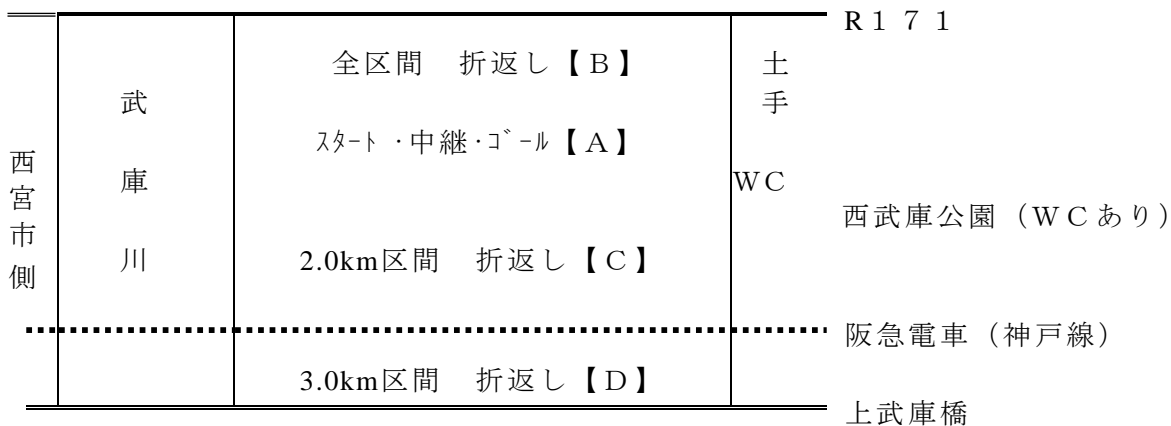 R１７１
全区間　折返し【Ｂ】
土手
武庫川
ｽﾀｰﾄ・中継・ｺﾞｰﾙ【Ａ】
西宮市側
ＷＣ
西武庫公園（ＷＣあり）
2.0km区間　折返し【Ｃ】
阪急電車（神戸線）
3.0km区間　折返し【Ｄ】
上武庫橋